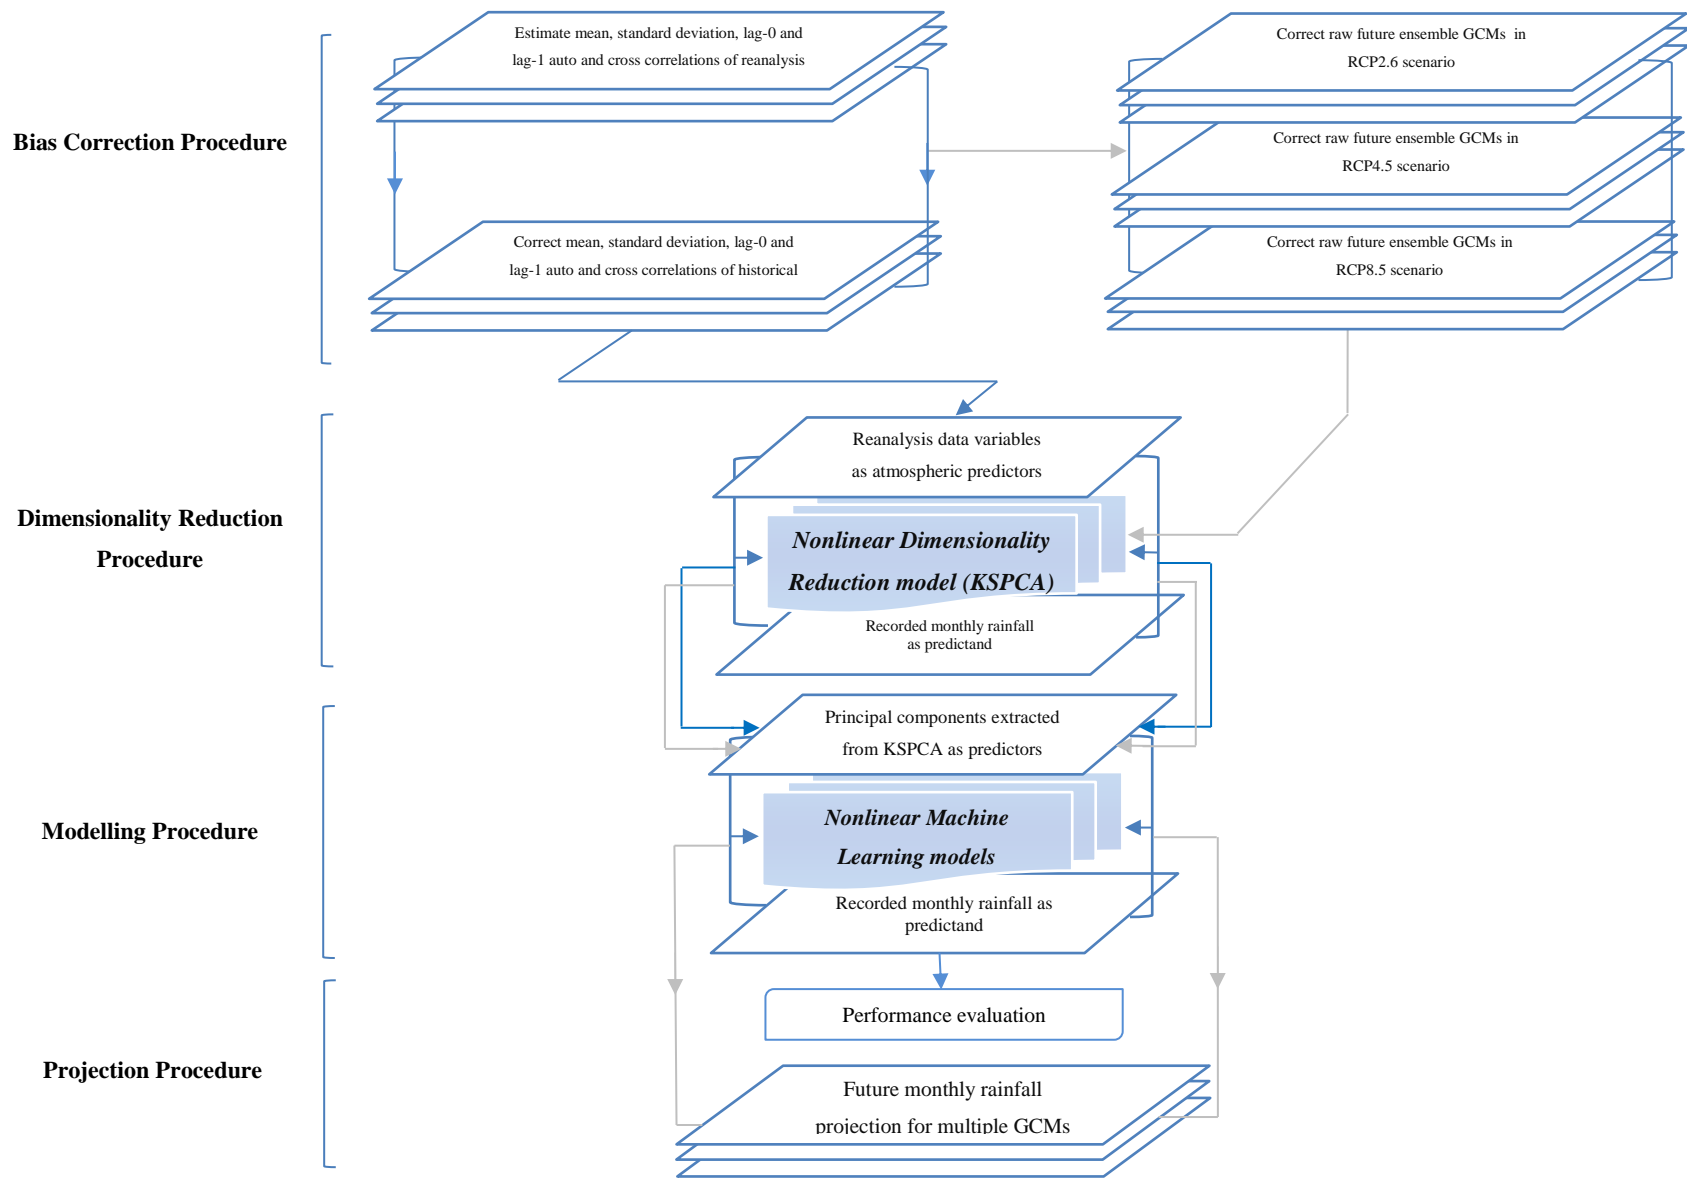 Bias Correction Procedure
Estimate mean, standard deviation, lag-0 and
lag-1 auto and cross correlations of reanalysis
Correct mean, standard deviation, lag-0 and
lag-1 auto and cross correlations of historical
Correct raw future ensemble GCMs in
RCP2.6 scenario
Correct raw future ensemble GCMs in
RCP4.5 scenario
Correct raw future ensemble GCMs in
RCP8.5 scenario
Dimensionality Reduction
Procedure
Reanalysis data variables
as atmospheric predictors
Nonlinear Dimensionality
Reduction model (KSPCA)
Recorded monthly rainfall
as predictand
Modelling Procedure
Principal components extracted
from KSPCA as predictors
Nonlinear Machine
Learning models
Recorded monthly rainfall as
predictand
Projection Procedure
Performance evaluation
Future monthly rainfall
projection for multiple GCMs